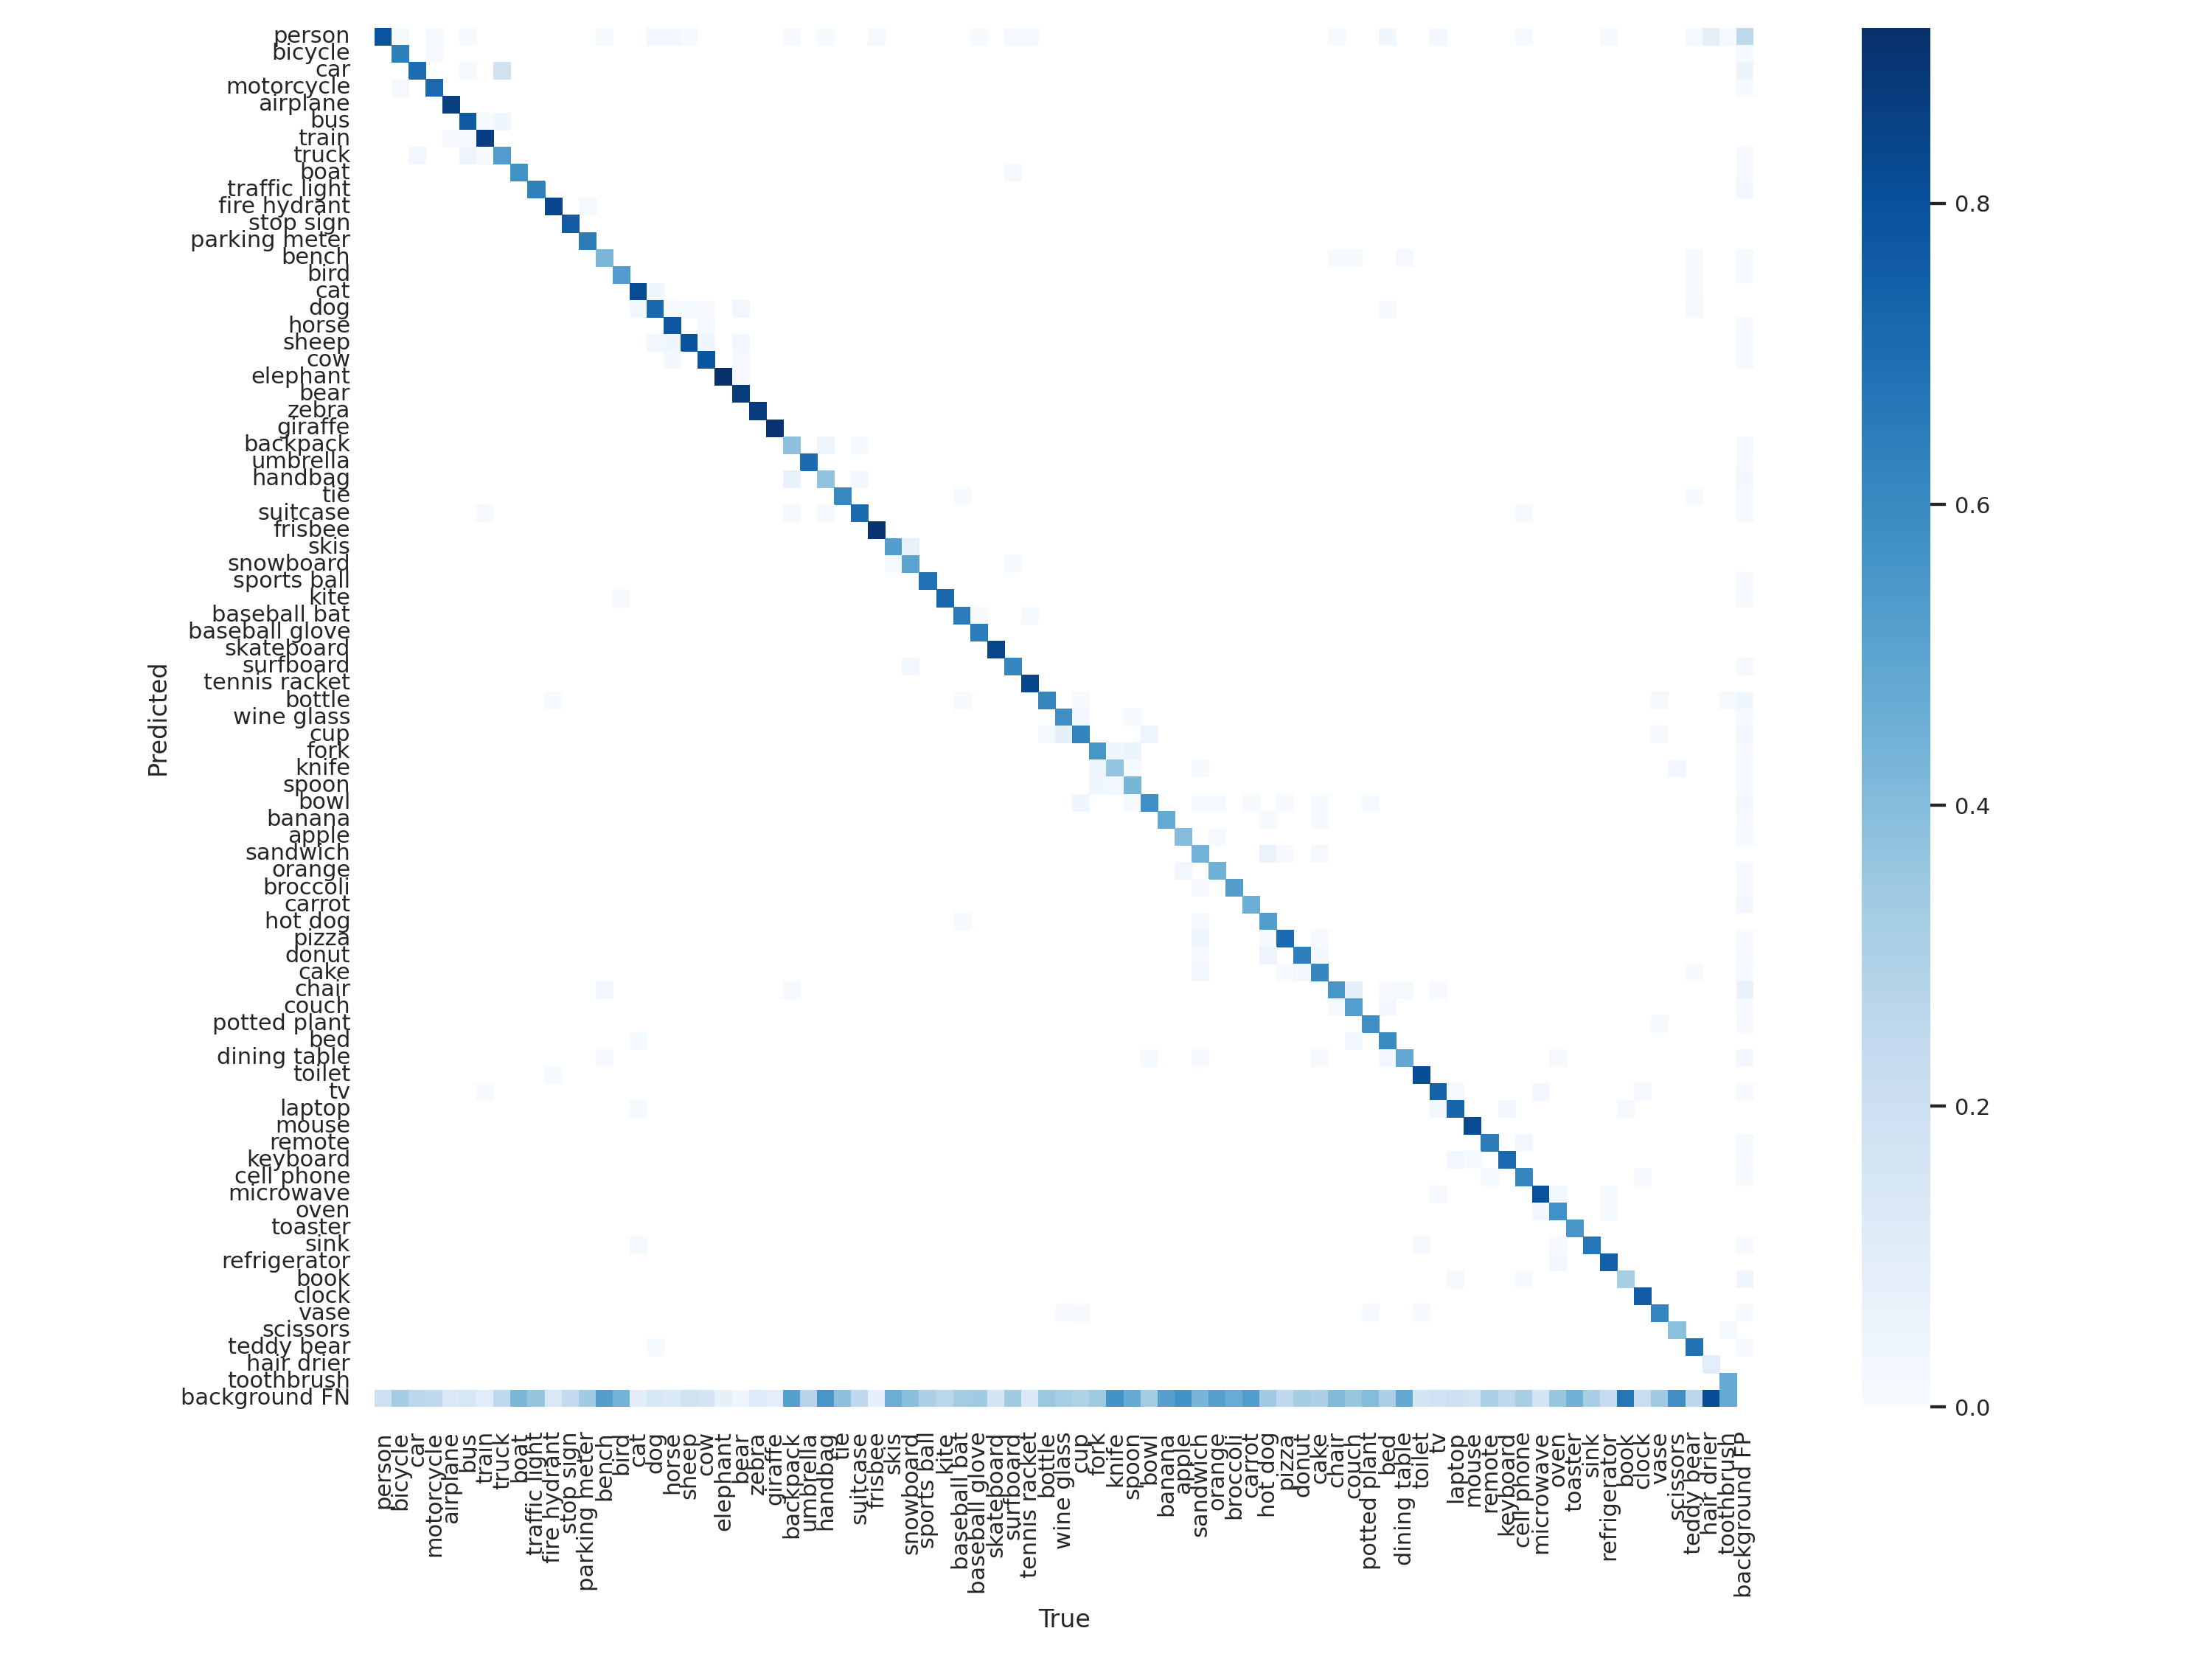 person
bicycle
car
motorcycle
airplane
bus
train
truck
boat
traffic light
fire hydrant
stop sign
parking meter
bench
bird
cat
dog
horse
sheep
cow
elephant
bear
zebra
giraffe
backpack
umbrella
handbag
tie
suitcase
frisbee
skis
snowboard
sports ball
kite
baseball bat
baseball glove
skateboard
surfboard
tennis racket
bottle
wine glass
cup
fork
knife
spoon
bowl
banana
apple
sandwich
orange
broccoli
carrot
hot dog
pizza
donut
cake
chair
couch
potted plant
bed
dining table
toilet
tv
laptop
mouse
remote
keyboard
cell phone
microwave
oven
toaster
sink
refrigerator
book
clock
vase
scissors
teddy bear
hair drier
toothbrush
background FN
Predicted
person
bicycle
car
motorcycle
airplane
bus
train
truck
boat
traffic light
fire hydrant
stop sign
parking meter
bench
bird
cat
dog
horse
sheep
cow
elephant
bear
zebra
giraffe
backpack
umbrella
handbag
tie
suitcase
frisbee
skis
snowboard
sports ball
kite
baseball bat
baseball glove
skateboard
surfboard
tennis racket
bottle
wine glass
cup
fork
knife
spoon
bowl
banana
apple
sandwich
orange
broccoli
carrot
hot dog
pizza
donut
cake
chair
couch
potted plant
bed
dining table
toilet
tv
laptop
mouse
remote
keyboard
cell phone
microwave
oven
toaster
sink
refrigerator
book
clock
vase
scissors
teddy bear
hair drier
toothbrush
background FP
True
0.8
0.6
0.4
0.2
0.0